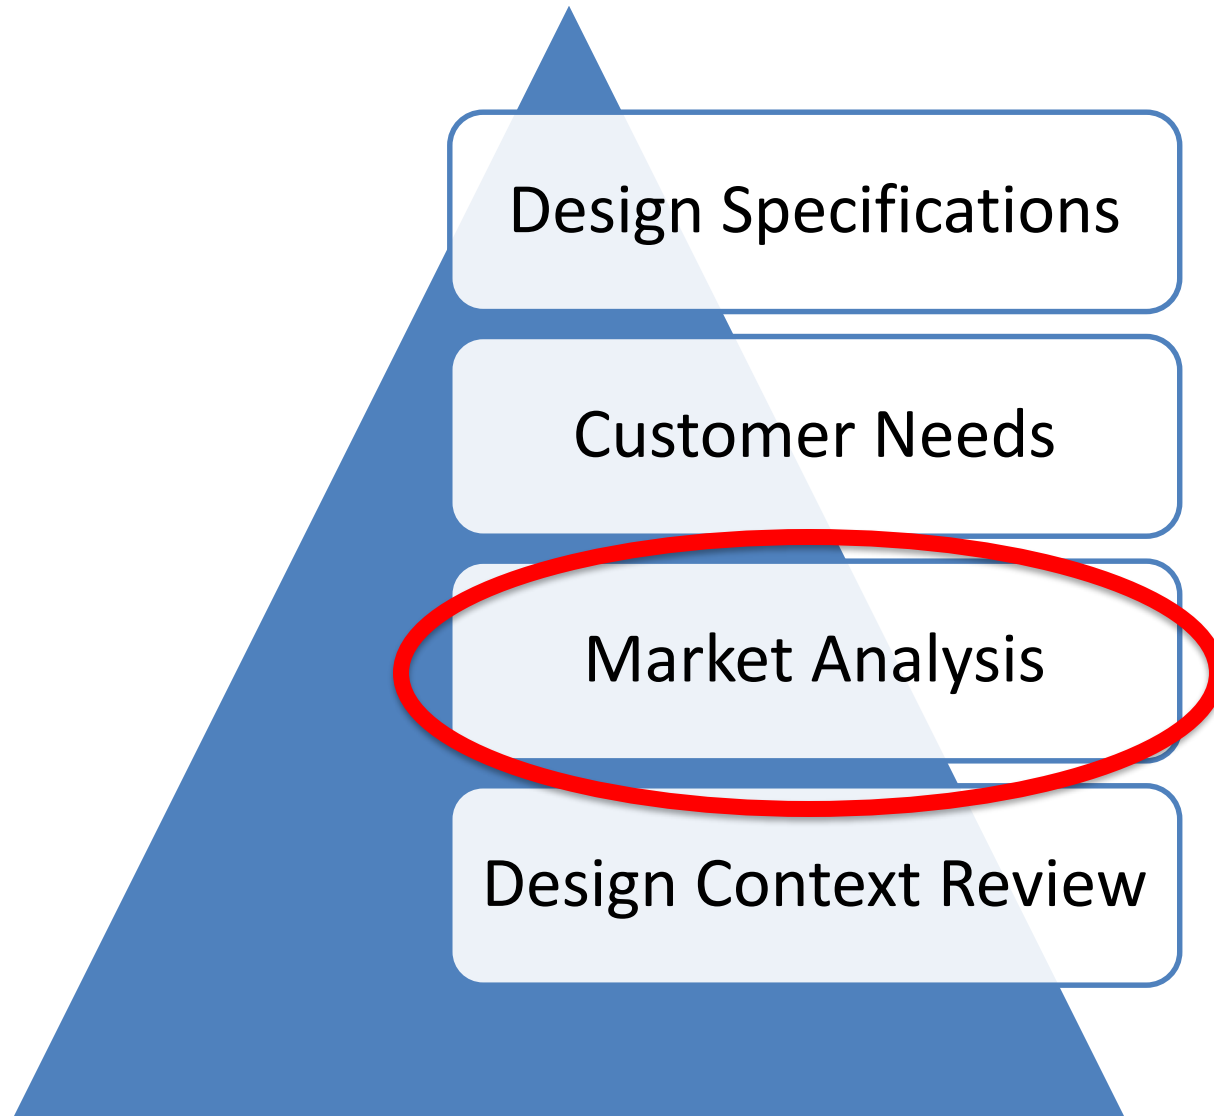 Design Specifications
Customer Needs
Market Analysis
Design Context Review